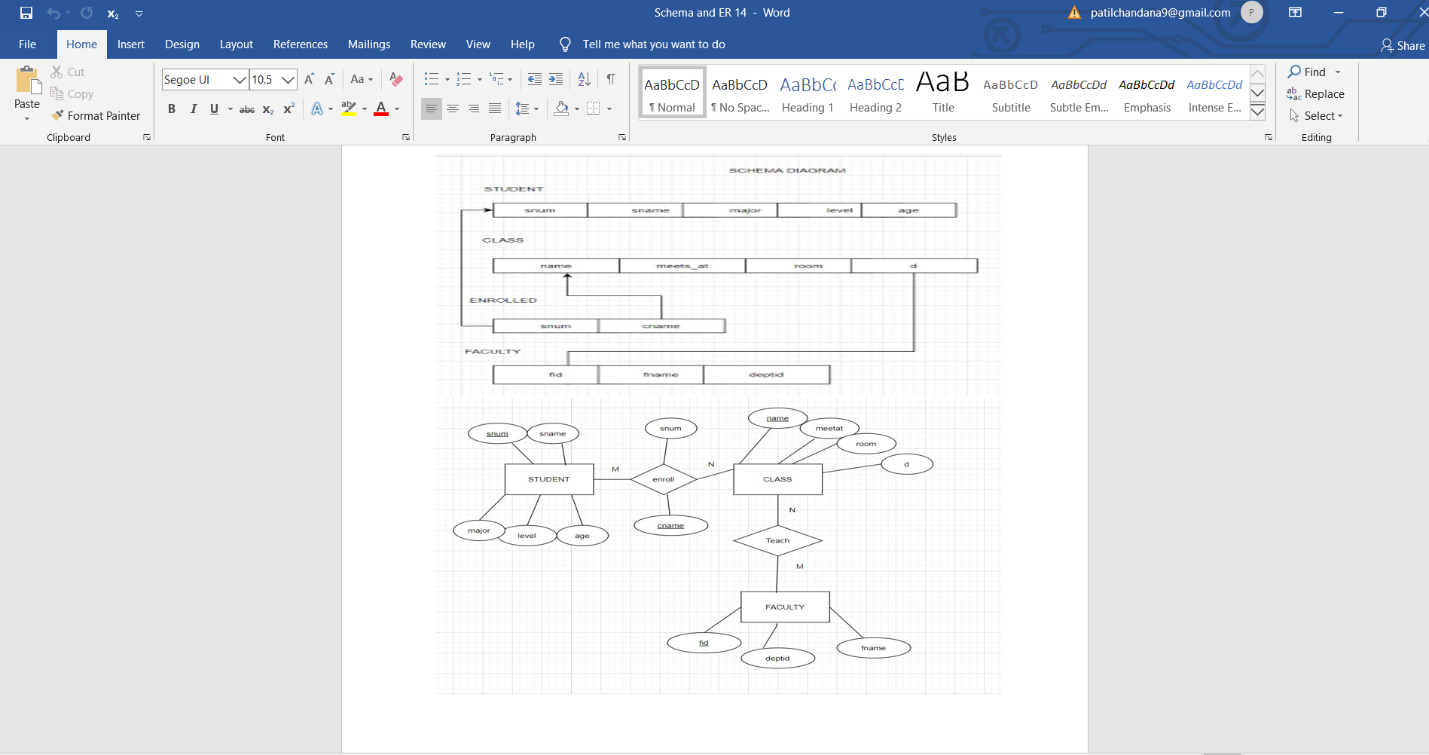 Schema and ER 14 - Word
patilchandana9@gmail.com
P
File Home Insert Design Layout References Mailings Review View Help Tell me what you want to do Share
Paste
Cut
Copy
Format Painter
Clipboard
Segoe UI 10.5
Font
Paragraph
AaBbCcD AaBbCcD AaBbC( AaBbCcC AaB AaBbCcD AaBbCcDd AaBbCcDd AaBbCcDd
¶ Normal ¶ No Spac... Heading 1 Heading 2 Title Subtitle Subtle Em... Emphasis Intense E...
Styles
Find
Replace
Select
Editing
SCHEMA DIAGRAM
STUDENT
snum sname major level age
CLASS
name meets_at room d
ENROLLED
snum cname
FACULTY
fid fname deptid
name
snum sname snum meetat
room
d
M N
STUDENT enroll CLASS
N
major level age cname
Teach
M
FACULTY
fid deptid fname